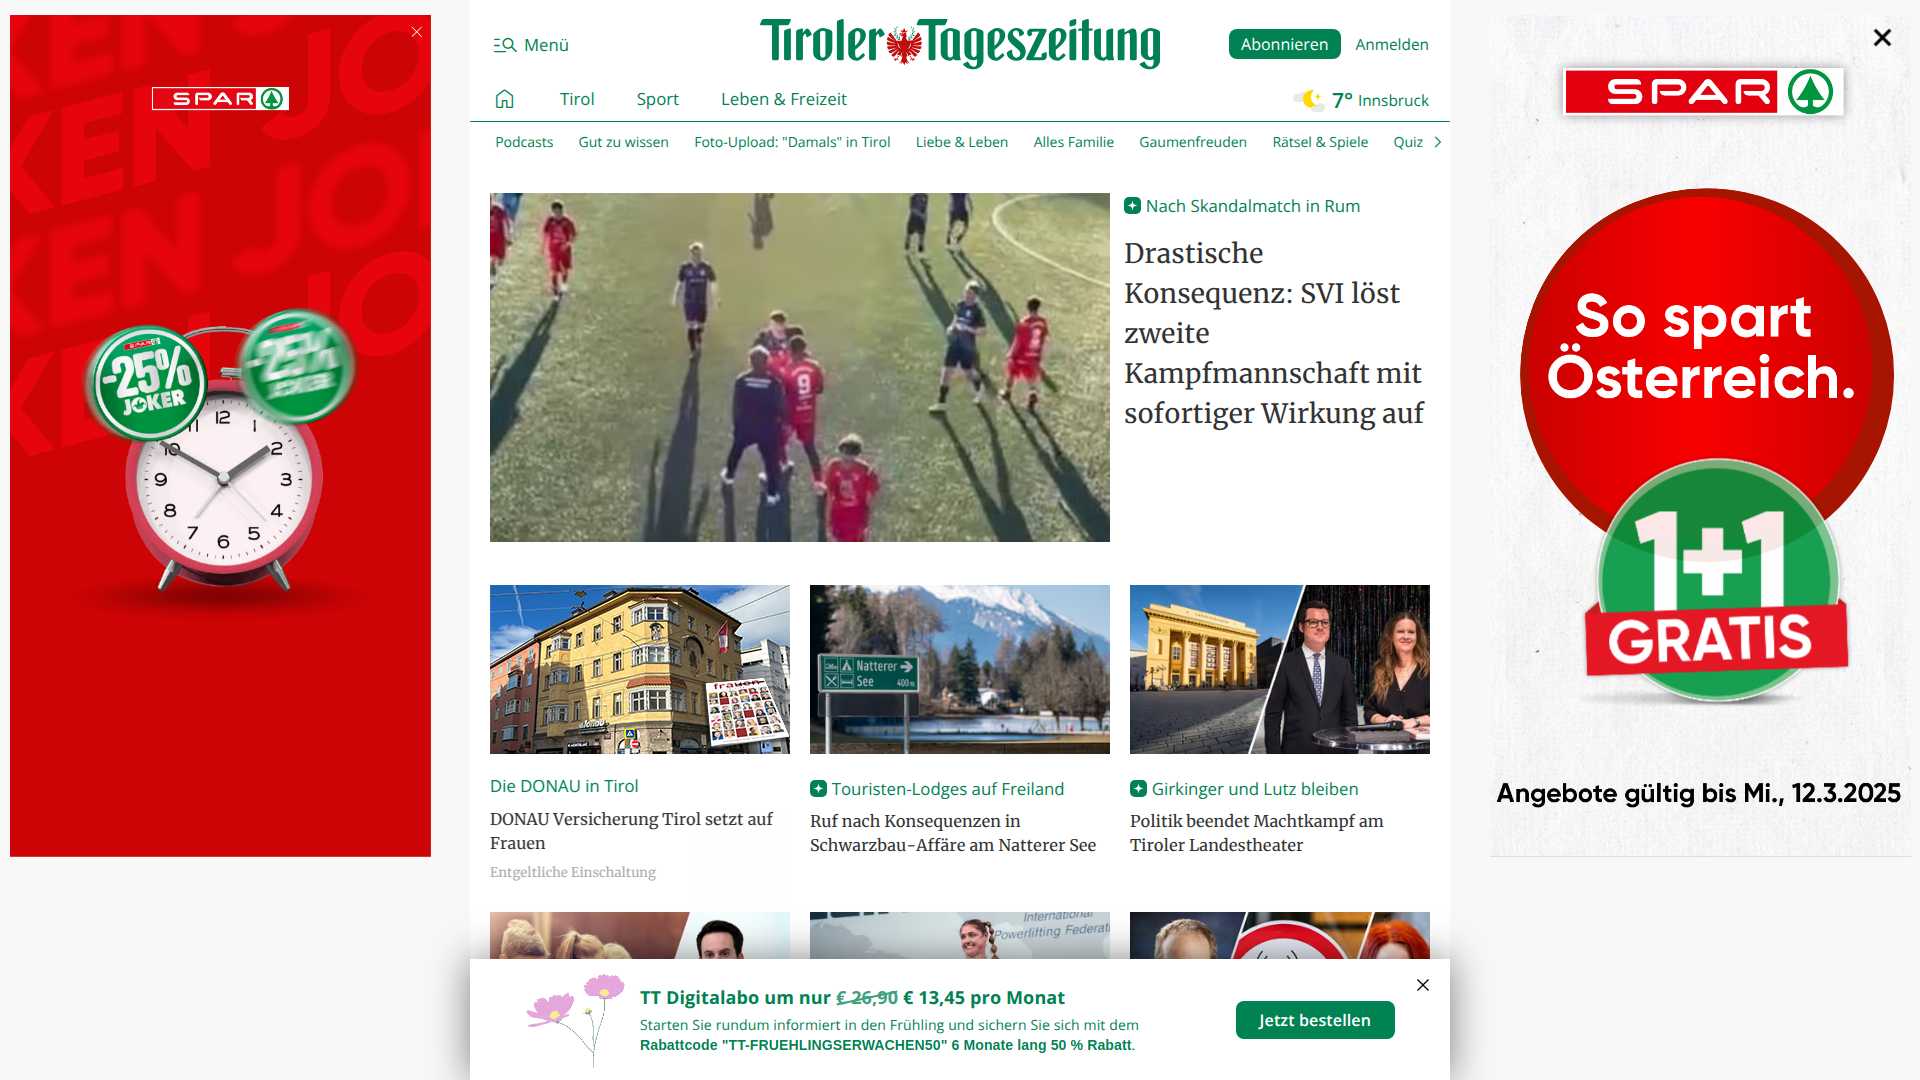 SPAR
SPAR
-25%
JOKER
-25%
JOKER
12
11
1
10
2
9
3
8
4
7
5
6
Menü
Tiroler Tageszeitung
Abonnieren
Anmelden
Tirol
Sport
Leben & Freizeit
7° Innsbruck
Podcasts
Gut zu wissen
Foto-Upload: "Damals" in Tirol
Liebe & Leben
Alles Familie
Gaumenfreuden
Rätsel & Spiele
Quiz
9
Nach Skandalmatch in Rum
Drastische
Konsequenz: SVI löst
zweite
Kampfmannschaft mit
sofortiger Wirkung auf
frauen
Donau
Natterer
See
400 m
Die DONAU in Tirol
DONAU Versicherung Tirol setzt auf
Frauen
Entgeltliche Einschaltung
Touristen-Lodges auf Freiland
Ruf nach Konsequenzen in
Schwarzbau-Affäre am Natterer See
Girkinger und Lutz bleiben
Politik beendet Machtkampf am
Tiroler Landestheater
International
Powerlifting Federati
TT Digitalabo um nur € 26,90 € 13,45 pro Monat
Starten Sie rundum informiert in den Frühling und sichern Sie sich mit dem
Rabattcode "TT-FRUEHLINGSERWACHEN50" 6 Monate lang 50 % Rabatt.
Jetzt bestellen
SPAR
So spart
Österreich.
1+1
GRATIS
Angebote gültig bis Mi., 12.3.2025